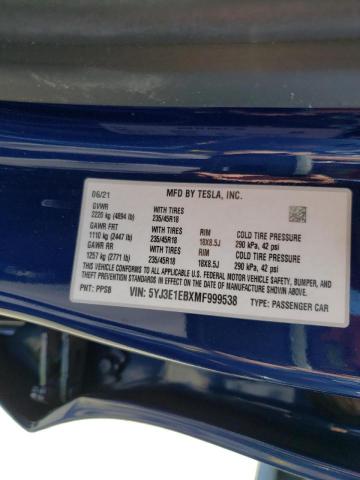 MFD BY TESLA, INC.
06/21
GVWR
2220 kg (4894 lb)
WITH TIRES
235/45R18
GAWR FRT
1110 kg (2447 lb)
WITH TIRES
235/45R18
RIM
18X8.5J
COLD TIRE PRESSURE
290 kPa, 42 psi
GAWR RR
1257 kg (2771 lb)
WITH TIRES
235/45R18
RIM
18X8.5J
COLD TIRE PRESSURE
290 kPa, 42 psi
THIS VEHICLE CONFORMS TO ALL APPLICABLE U.S. FEDERAL MOTOR VEHICLE SAFETY, BUMPER, AND
THEFT PREVENTION STANDARDS IN EFFECT ON THE DATE OF MANUFACTURE SHOWN ABOVE.
PNT: PPSB
VIN: 5YJ3E1EBXMF999538
TYPE: PASSENGER CAR